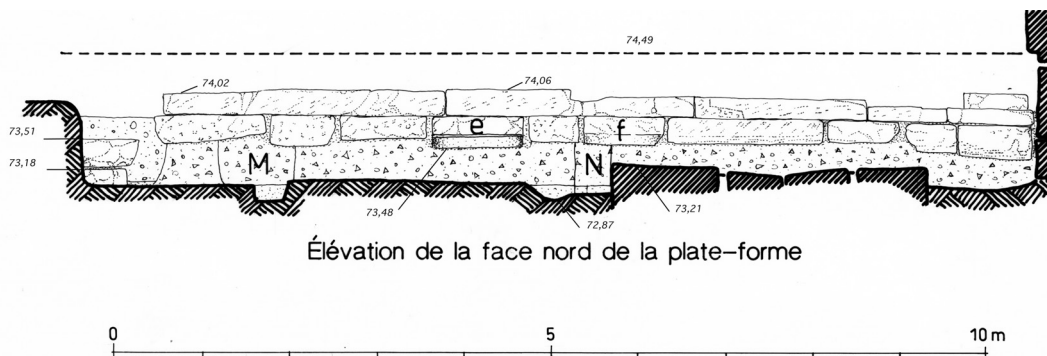 74,49
74,02
74,06
73,51
e
f
73,18
M
N
73,48
73,21
72,87
Élévation de la face nord de la plate-forme
0
5
10 m